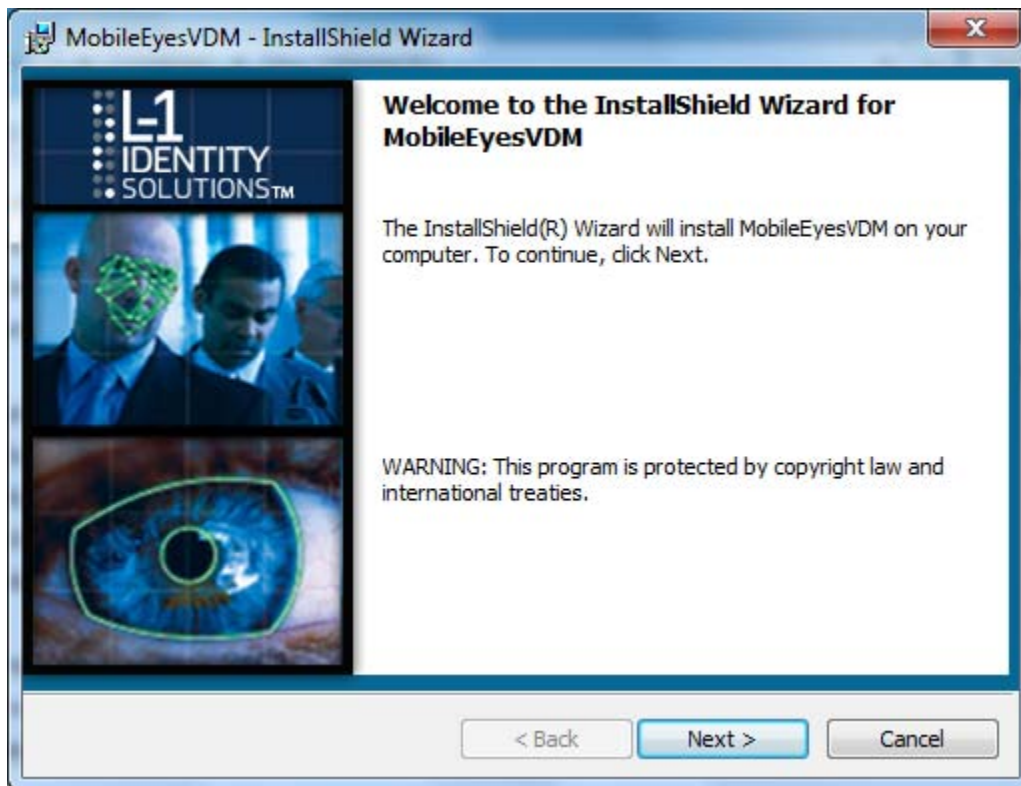 MobileEyesVDM - InstallShield Wizard
L-1
IDENTITY
SOLUTIONS™
Welcome to the InstallShield Wizard for
MobileEyesVDM
The InstallShield(R) Wizard will install MobileEyesVDM on your
computer. To continue, click Next.
WARNING: This program is protected by copyright law and
international treaties.
< Back
Next >
Cancel